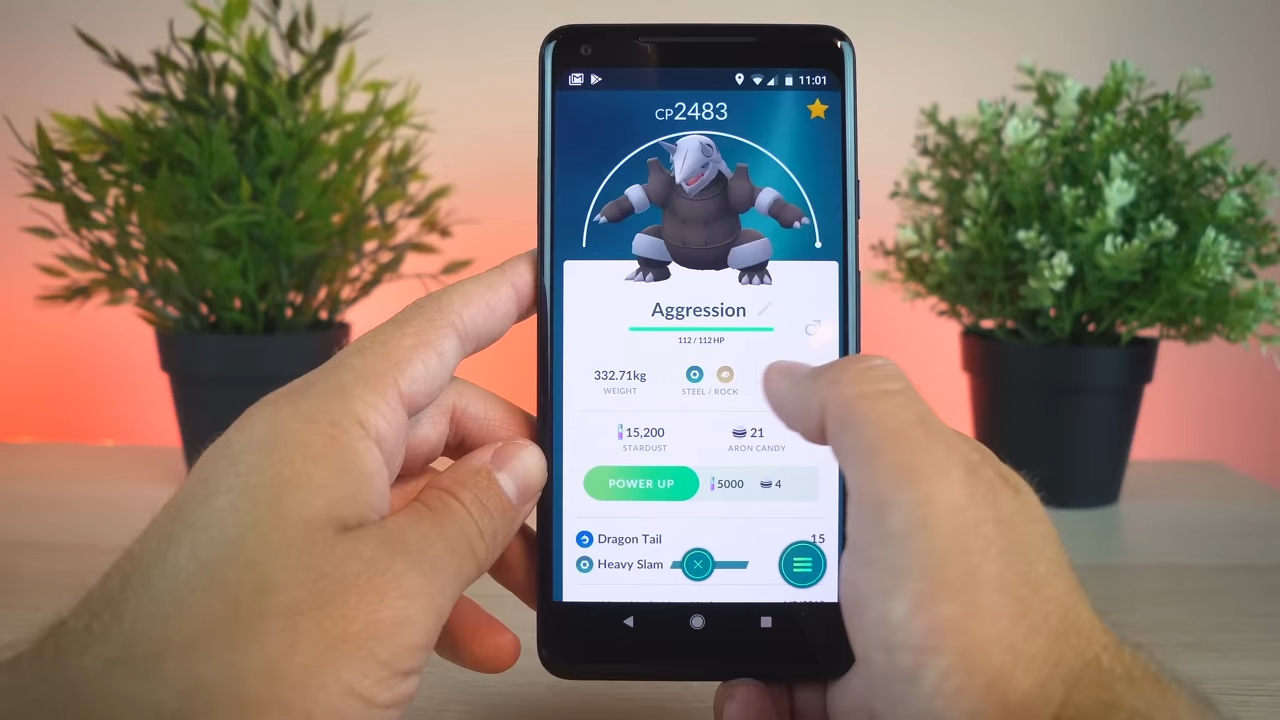 11:01
CP2483
Aggression
112 / 112 HP
332.71kg
WEIGHT
STEEL / ROCK
15,200
STARDUST
21
ARON CANDY
POWER UP
5000
4
Dragon Tail
15
Heavy Slam